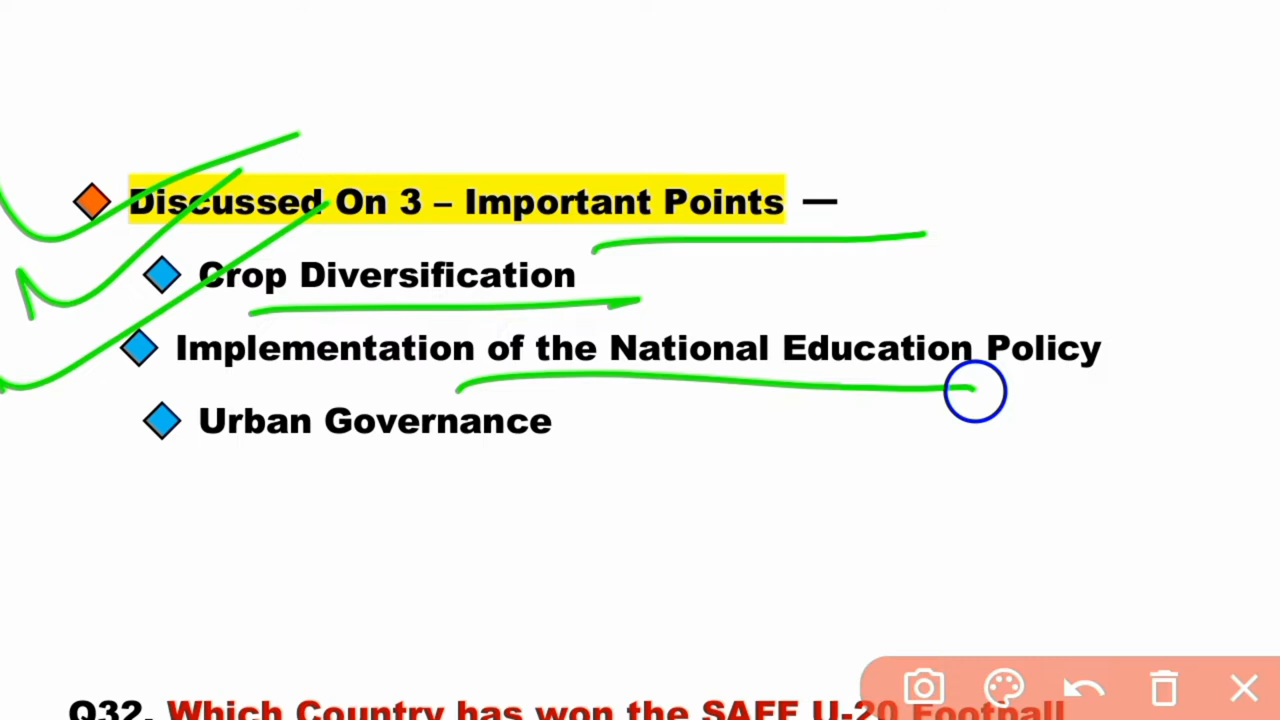 Discussed On 3 – Important Points —
Crop Diversification
Implementation of the National Education Policy
Urban Governance
Q32. Which Country has won the SAFF U-20 Football